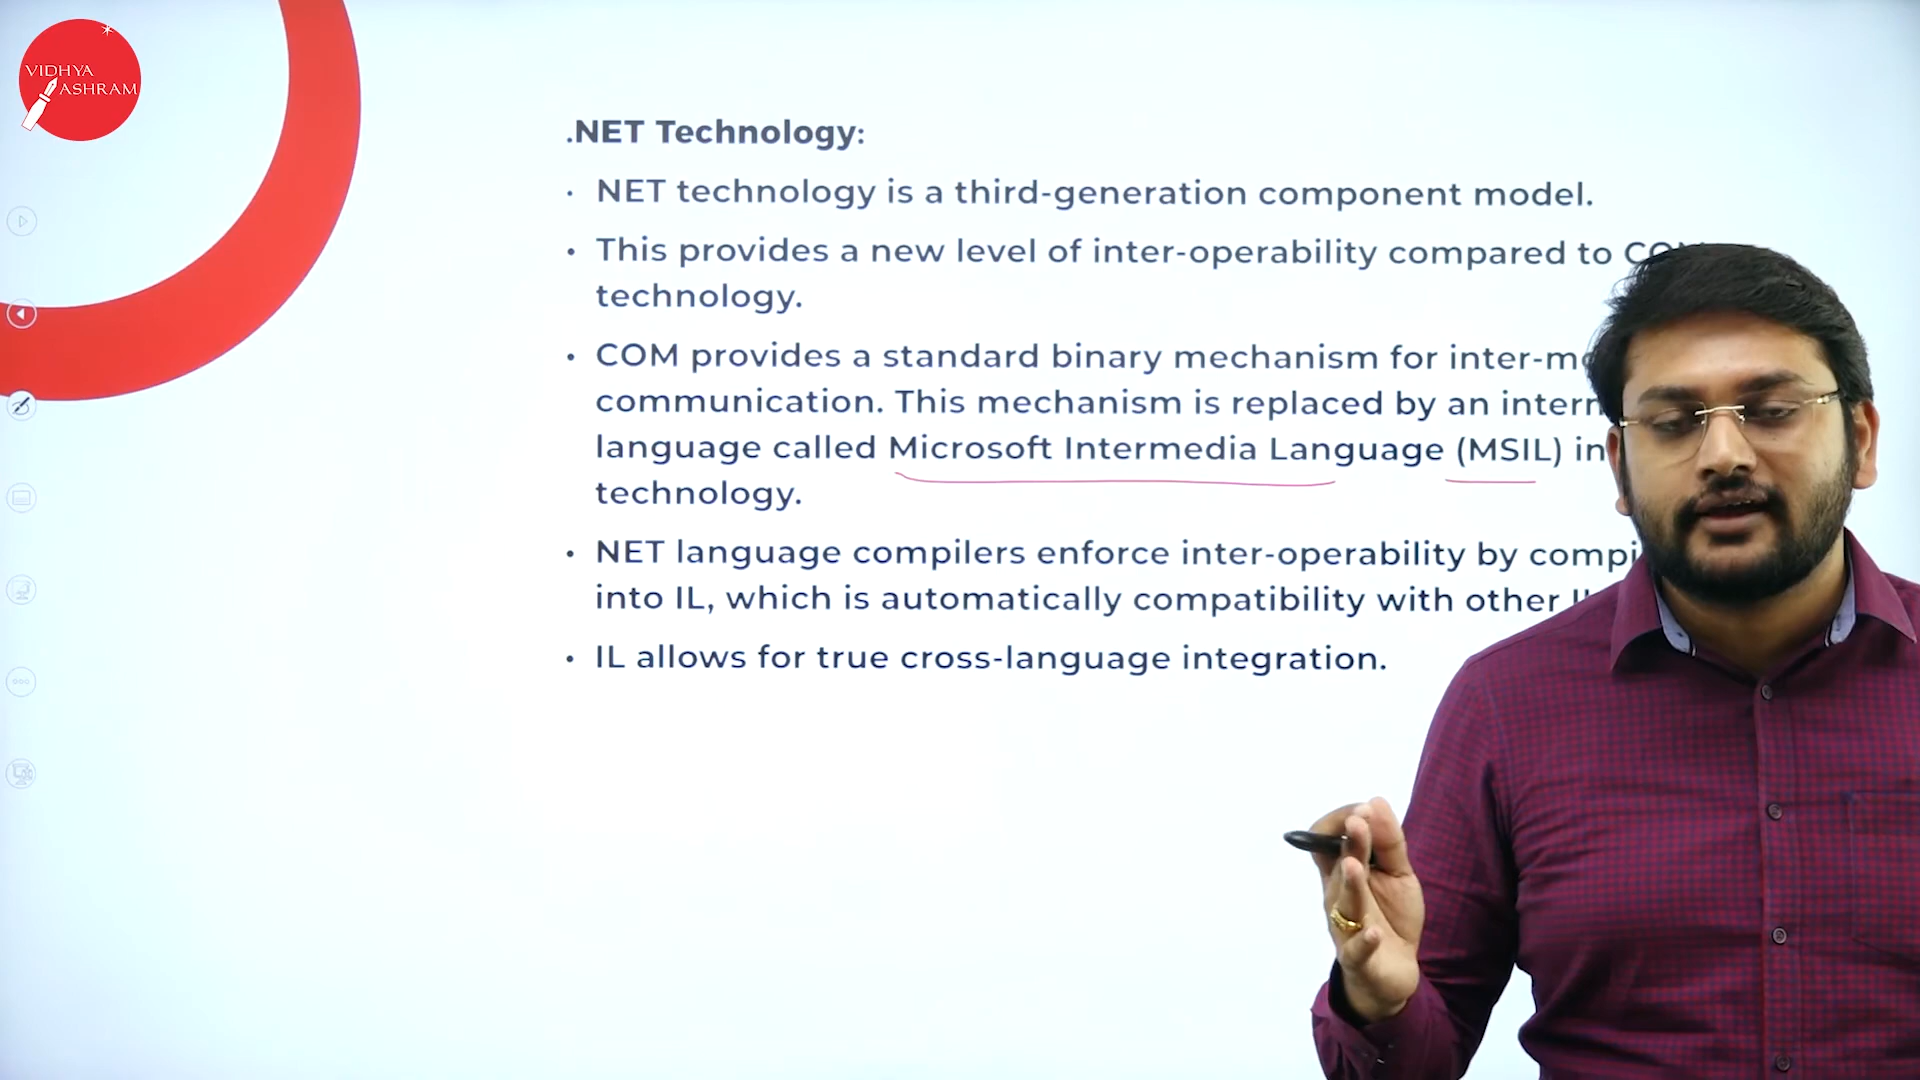 VIDHYA
ASHRAM
.NET Technology:
· NET technology is a third-generation component model.
• This provides a new level of inter-operability compared to
technology.
• COM provides a standard binary mechanism for
communication. This mechanism is replaced by an
language called Microsoft Intermedia Language (MSIL) in
technology.
• NET language compilers enforce inter-operability by
into IL, which is automatically compatibility with other
• IL allows for true cross-language integration.